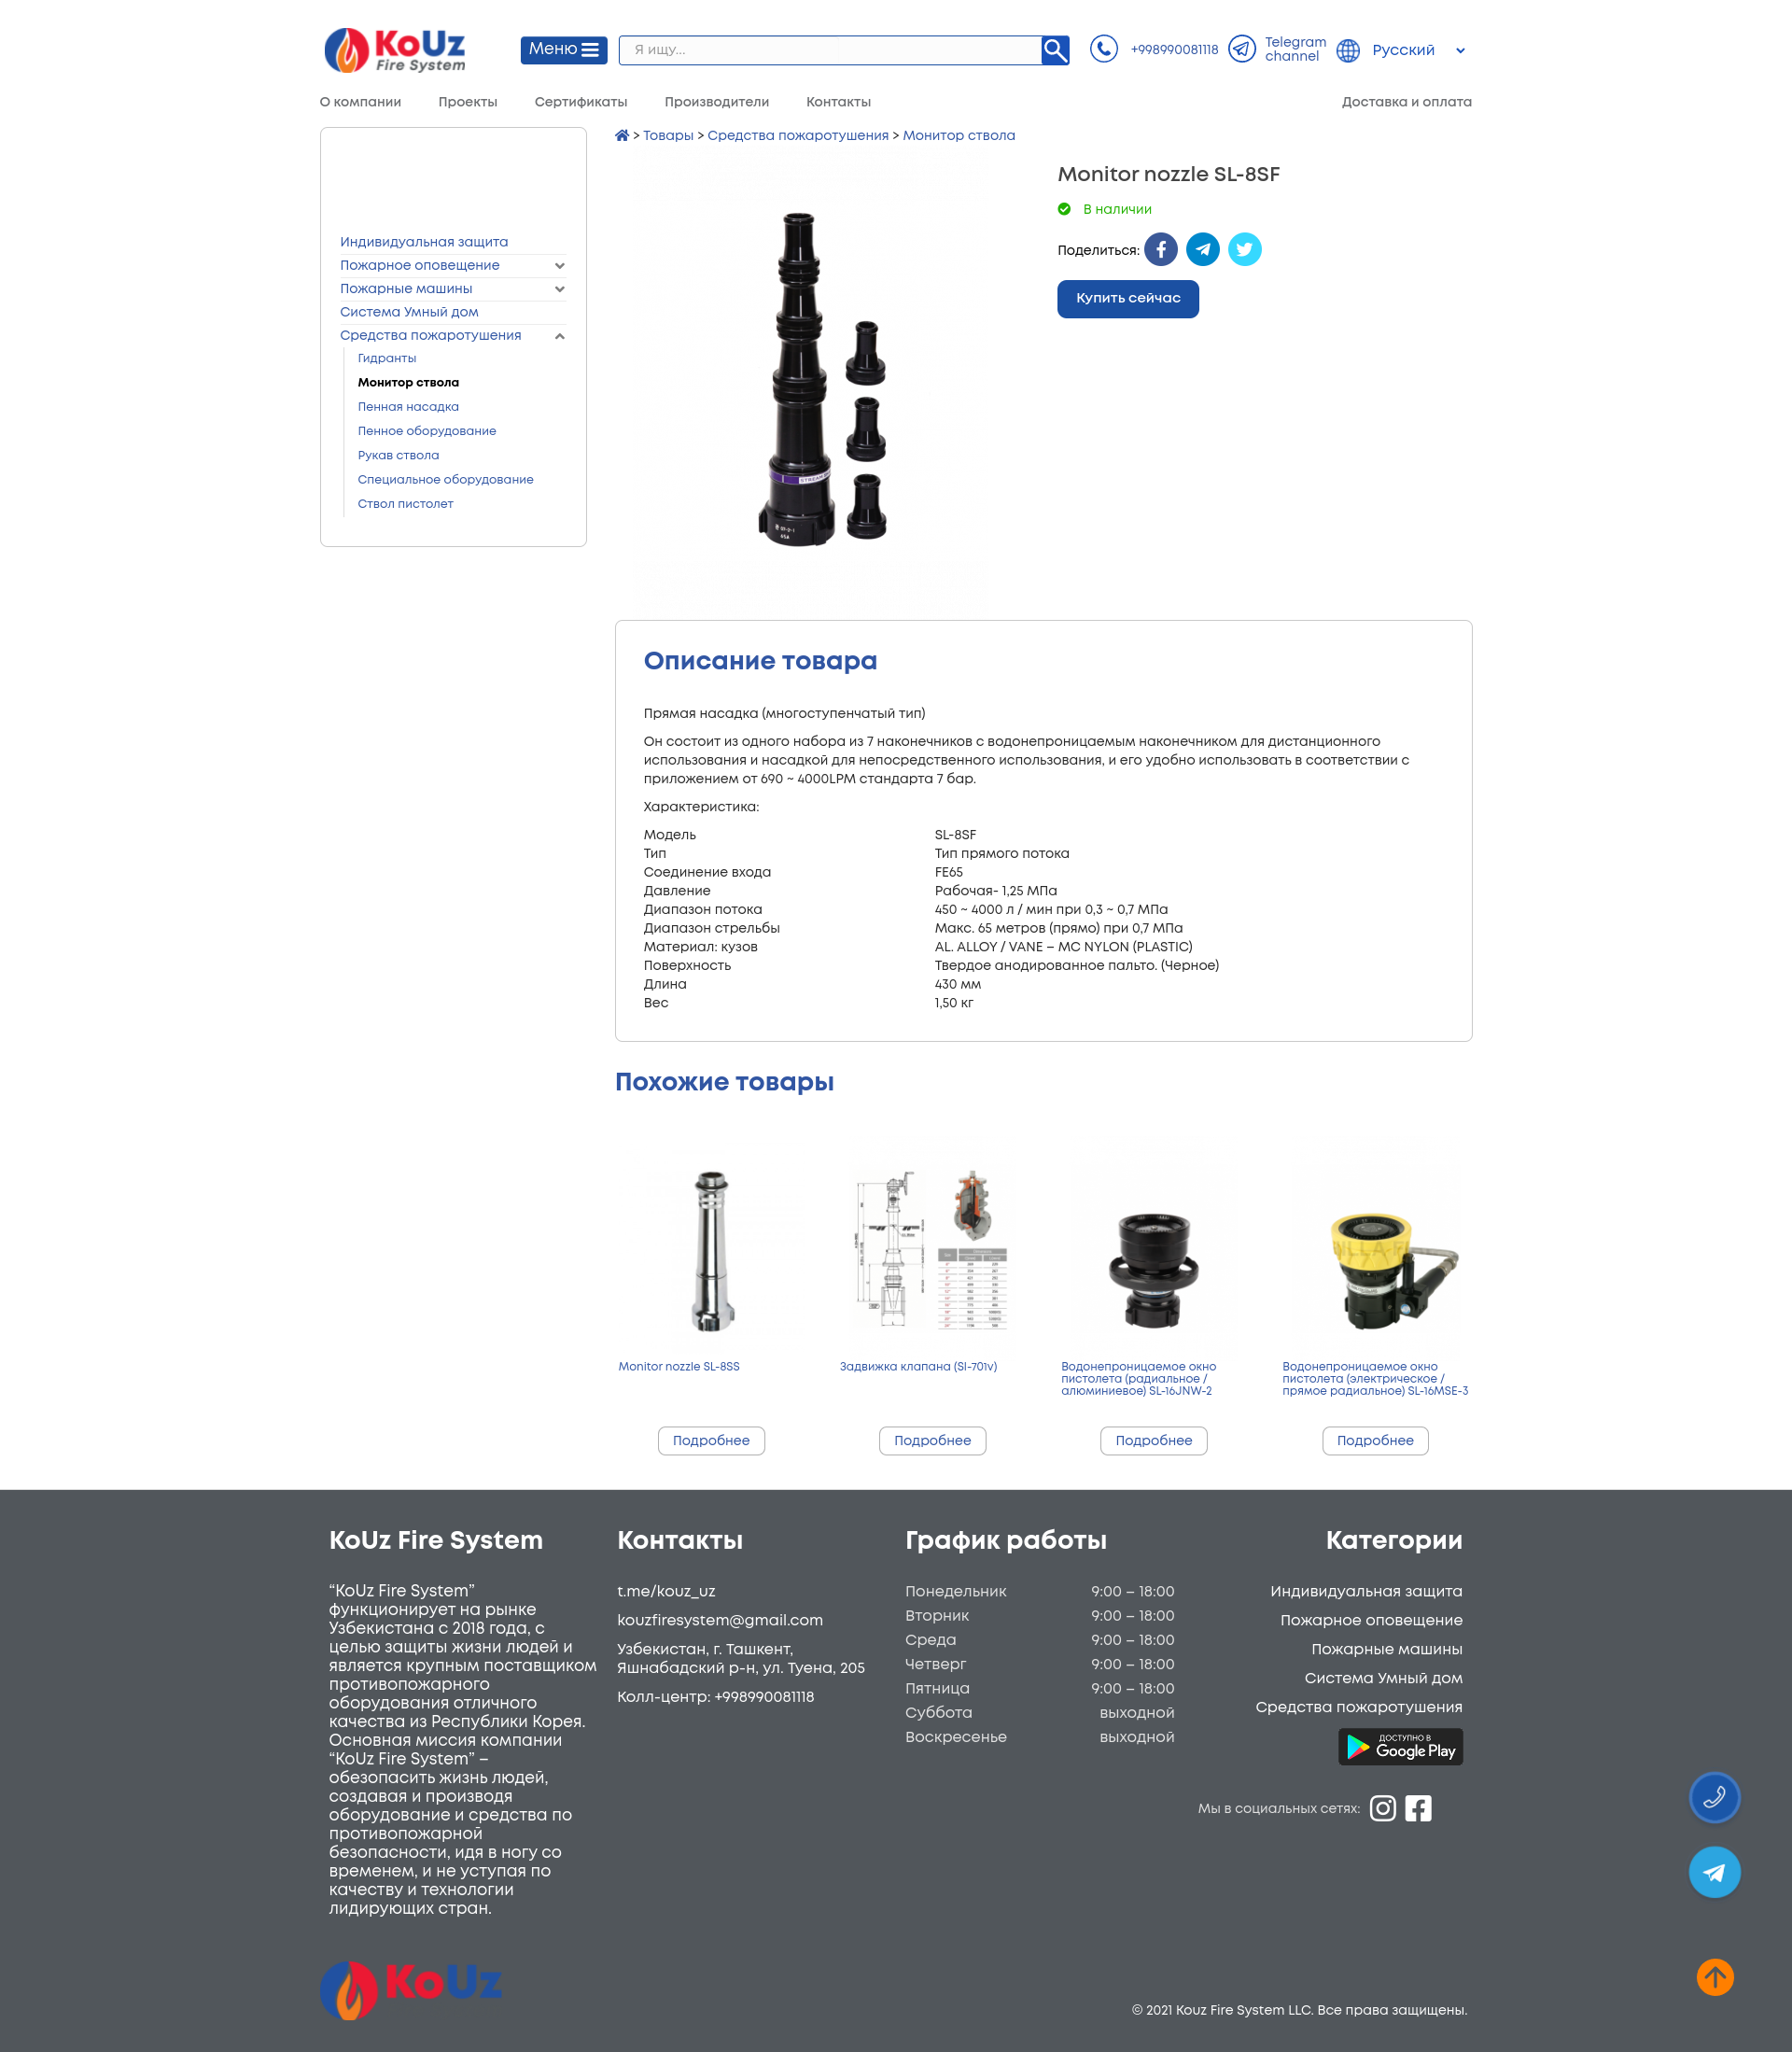 KoUz
Fire System
Меню
Я ищу...
+998990081118
Telegram
channel
Русский
О компании
Проекты
Сертификаты
Производители
Контакты
Доставка и оплата
> Товары > Средства пожаротушения > Монитор ствола
Индивидуальная защита
Пожарное оповещение
Пожарные машины
Система Умный дом
Средства пожаротушения
Гидранты
Монитор ствола
Пенная насадка
Пенное оборудование
Рукав ствола
Специальное оборудование
Ствол пистолет
STREAM
Monitor nozzle SL-8SF
В наличии
Поделиться:
Купить сейчас
Описание товара
Прямая насадка (многоступенчатый тип)
Он состоит из одного набора из 7 наконечников с водонепроницаемым наконечником для дистанционного
использования и насадкой для непосредственного использования, и его удобно использовать в соответствии с
приложением от 690 ~ 4000LPM стандарта 7 бар.
Характеристика:
Модель SL-8SF
Тип Тип прямого потока
Соединение входа FE65
Давление Рабочая- 1,25 МПа
Диапазон потока 450 ~ 4000 л / мин при 0,3 ~ 0,7 МПа
Диапазон стрельбы Макс. 65 метров (прямо) при 0,7 МПа
Материал: кузов AL. ALLOY / VANE – MC NYLON (PLASTIC)
Поверхность Твердое анодированное пальто. (Черное)
Длина 430 мм
Вес 1,50 кг
Похожие товары
Monitor nozzle SL-8SS
Подробнее
Задвижка клапана (Sl-701v)
Подробнее
Водонепроницаемое окно
пистолета (радиальное /
алюминиевое) SL-16JNW-2
Подробнее
Водонепроницаемое окно
пистолета (электрическое /
прямое радиальное) SL-16MSE-3
Подробнее
KoUz Fire System
“KoUz Fire System”
функционирует на рынке
Узбекистана с 2018 года, с
целью защиты жизни людей и
является крупным поставщиком
противопожарного
оборудования отличного
качества из Республики Корея.
Основная миссия компании
“KoUz Fire System” –
обезопасить жизнь людей,
создавая и производя
оборудование и средства по
противопожарной
безопасности, идя в ногу со
временем, и не уступая по
качеству и технологии
лидирующих стран.
Контакты
t.me/kouz_uz
kouzfiresystem@gmail.com
Узбекистан, г. Ташкент,
Яшнабадский р-н, ул. Туена, 205
Колл-центр: +998990081118
График работы
Понедельник 9:00 – 18:00
Вторник 9:00 – 18:00
Среда 9:00 – 18:00
Четверг 9:00 – 18:00
Пятница 9:00 – 18:00
Суббота выходной
Воскресенье выходной
Категории
Индивидуальная защита
Пожарное оповещение
Пожарные машины
Система Умный дом
Средства пожаротушения
ДОСТУПНО В
Google Play
Мы в социальных сетях:
KoUz
© 2021 Kouz Fire System LLC. Все права защищены.